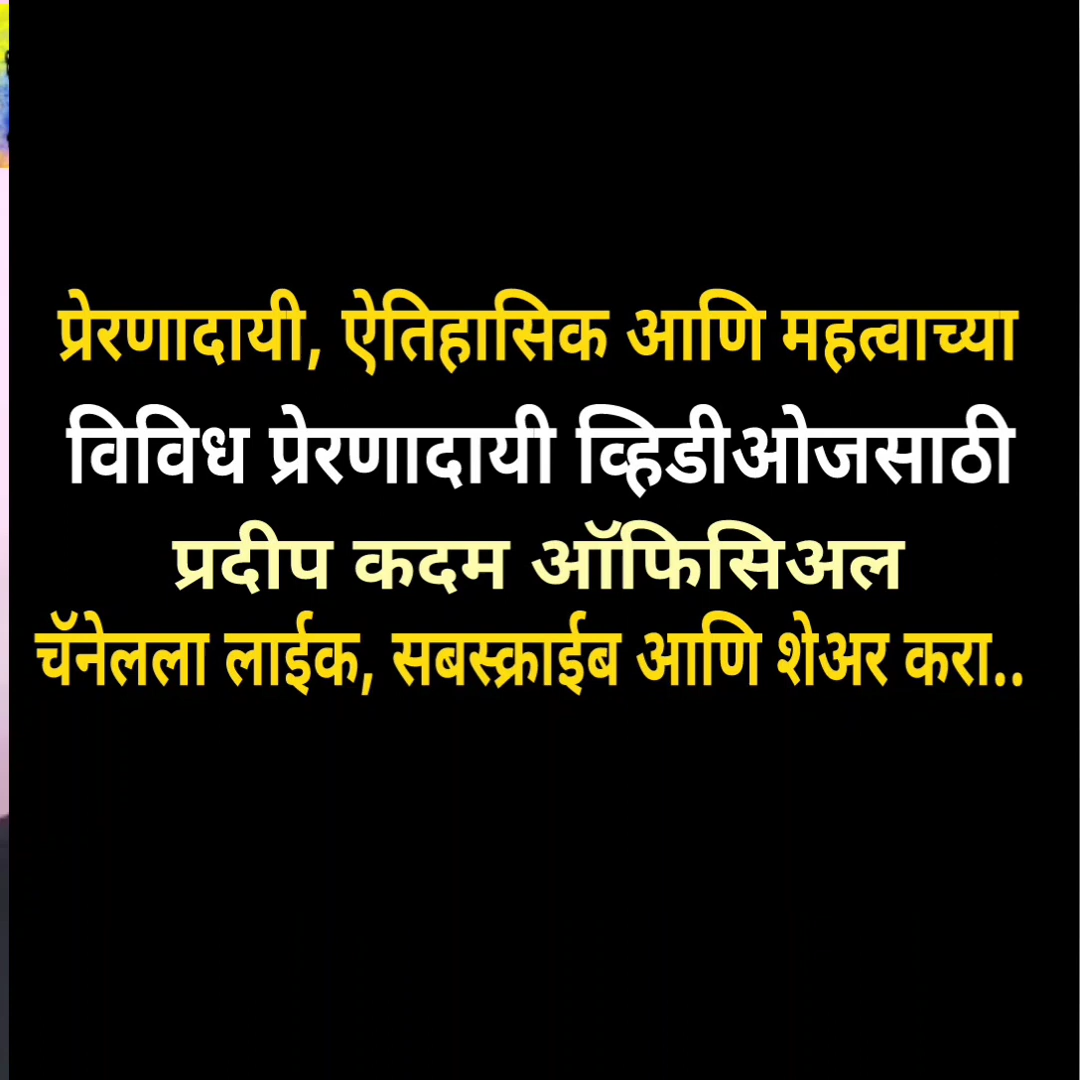 प्रेरणादायी, ऐतिहासिक आणि महत्वाच्या
विविध प्रेरणादायी व्हिडीओजसाठी
प्रदीप कदम ऑफिसिअल
चॅनेलला लाईक, सबस्क्राईब आणि शेअर करा..